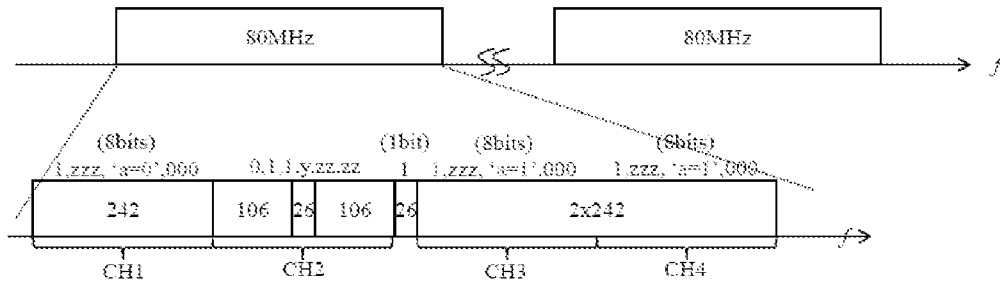 80MHz 80MHz
f
(8bits) (1bit) (8bits) (8bits)
1,zzz, ‘a=0’,000 0,1,1,y,zz,zz 1 1,zzz, ‘a=1’,000 1,zzz, ‘a=1’,000
242 106 26 106 26 2x242
f
CH1 CH2 CH3 CH4